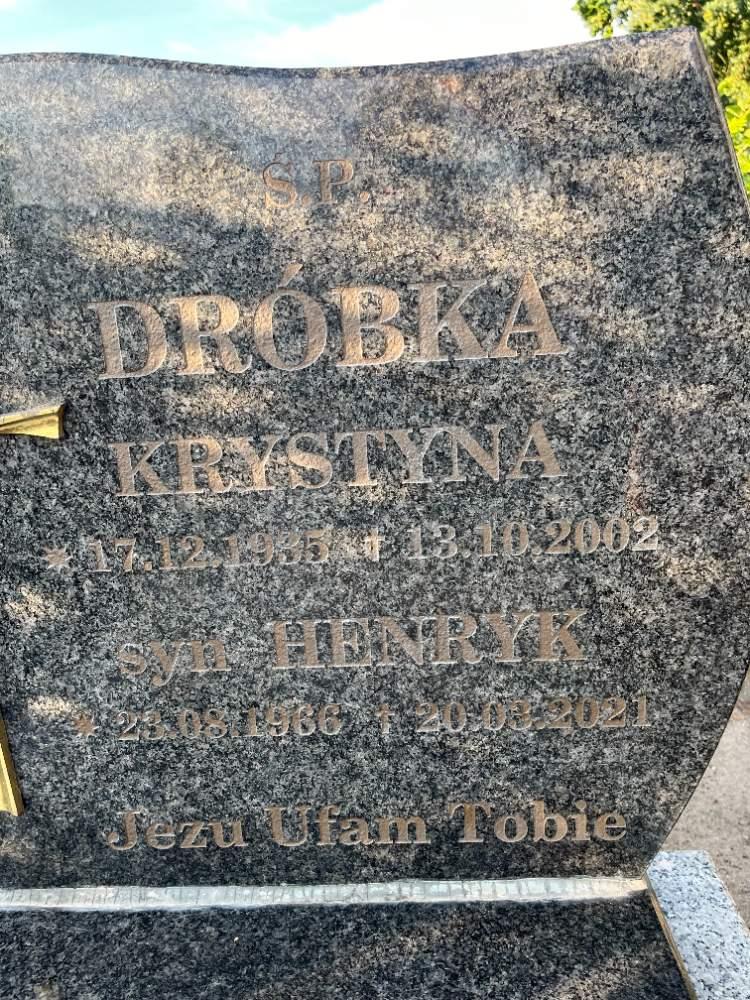 Ś.P.
DRÓBKA
KRYSTYNA
* 17.12.1935 † 13.10.2002
syn HENRYK
* 23.08.1966 † 20.03.2021
Jezu Ufam Tobie